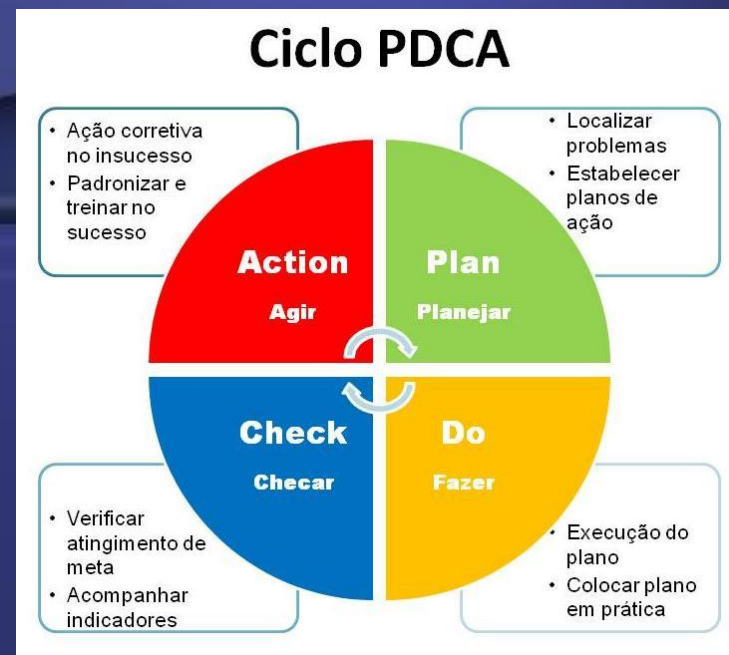 Ciclo PDCA
• Ação corretiva
no insucesso
• Padronizar e
treinar no
sucesso
• Localizar
problemas
• Estabelecer
planos de
ação
Action
Agir
Plan
Planejar
Check
Checar
Do
Fazer
• Verificar
atingimento de
meta
• Acompanhar
indicadores
• Execução do
plano
• Colocar plano
em prática